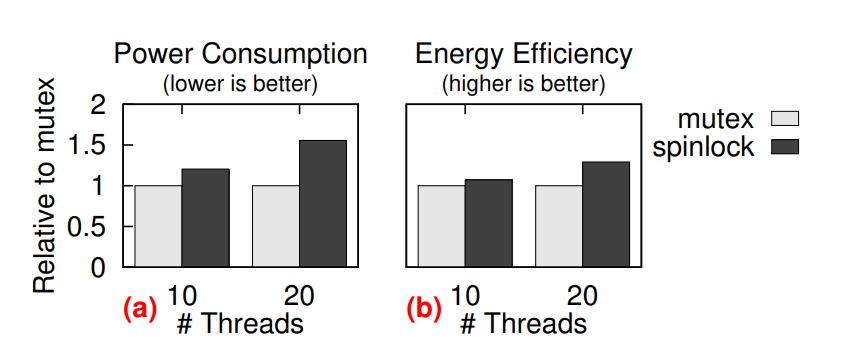 Power Consumption
(lower is better)
Energy Efficiency
(higher is better)
mutex
spinlock
Relative to mutex
2
1.5
1
0.5
0
10
20
(a)
# Threads
10
20
(b)
# Threads